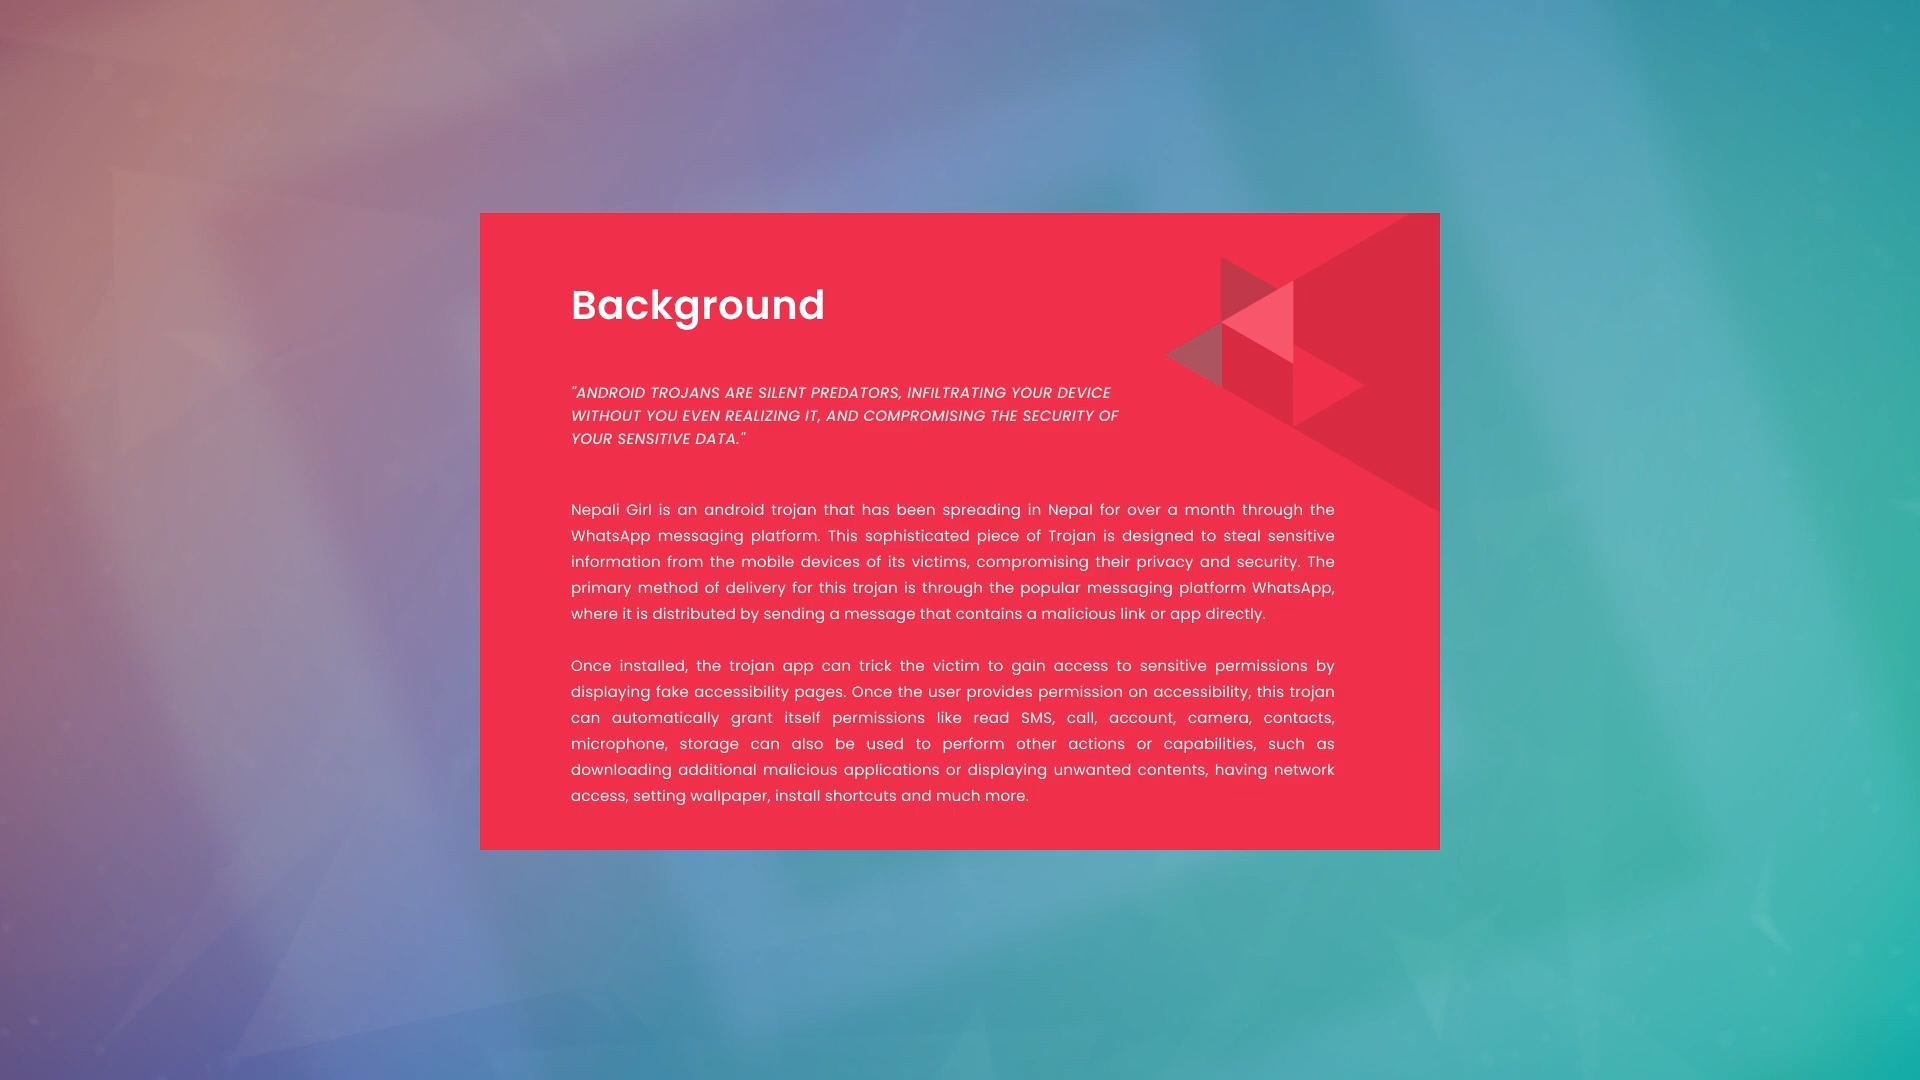 Background
"ANDROID TROJANS ARE SILENT PREDATORS, INFILTRATING YOUR DEVICE
WITHOUT YOU EVEN REALIZING IT, AND COMPROMISING THE SECURITY OF
YOUR SENSITIVE DATA."
Nepali Girl is an android trojan that has been spreading in Nepal for over a month through the
WhatsApp messaging platform. This sophisticated piece of Trojan is designed to steal sensitive
information from the mobile devices of its victims, compromising their privacy and security. The
primary method of delivery for this trojan is through the popular messaging platform WhatsApp,
where it is distributed by sending a message that contains a malicious link or app directly.
Once installed, the trojan app can trick the victim to gain access to sensitive permissions by
displaying fake accessibility pages. Once the user provides permission on accessibility, this trojan
can automatically grant itself permissions like read SMS, call, account, camera, contacts,
microphone, storage can also be used to perform other actions or capabilities, such as
downloading additional malicious applications or displaying unwanted contents, having network
access, setting wallpaper, install shortcuts and much more.